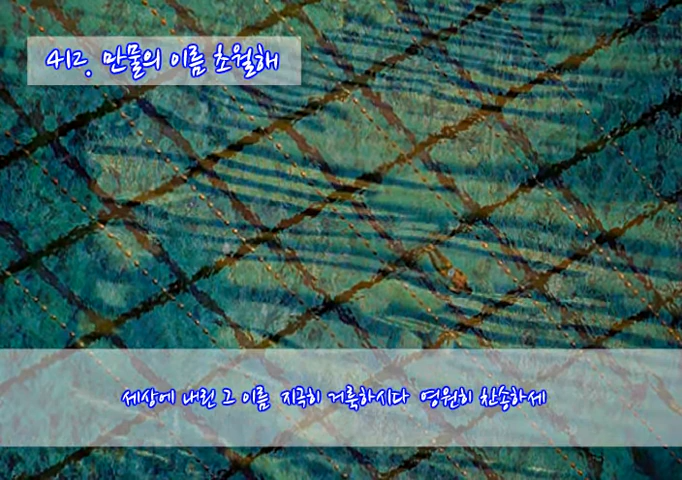 412. 만물의 이름 초월해
세상에 내린 그 이름 지극히 거룩하시다 영원히 찬송하세